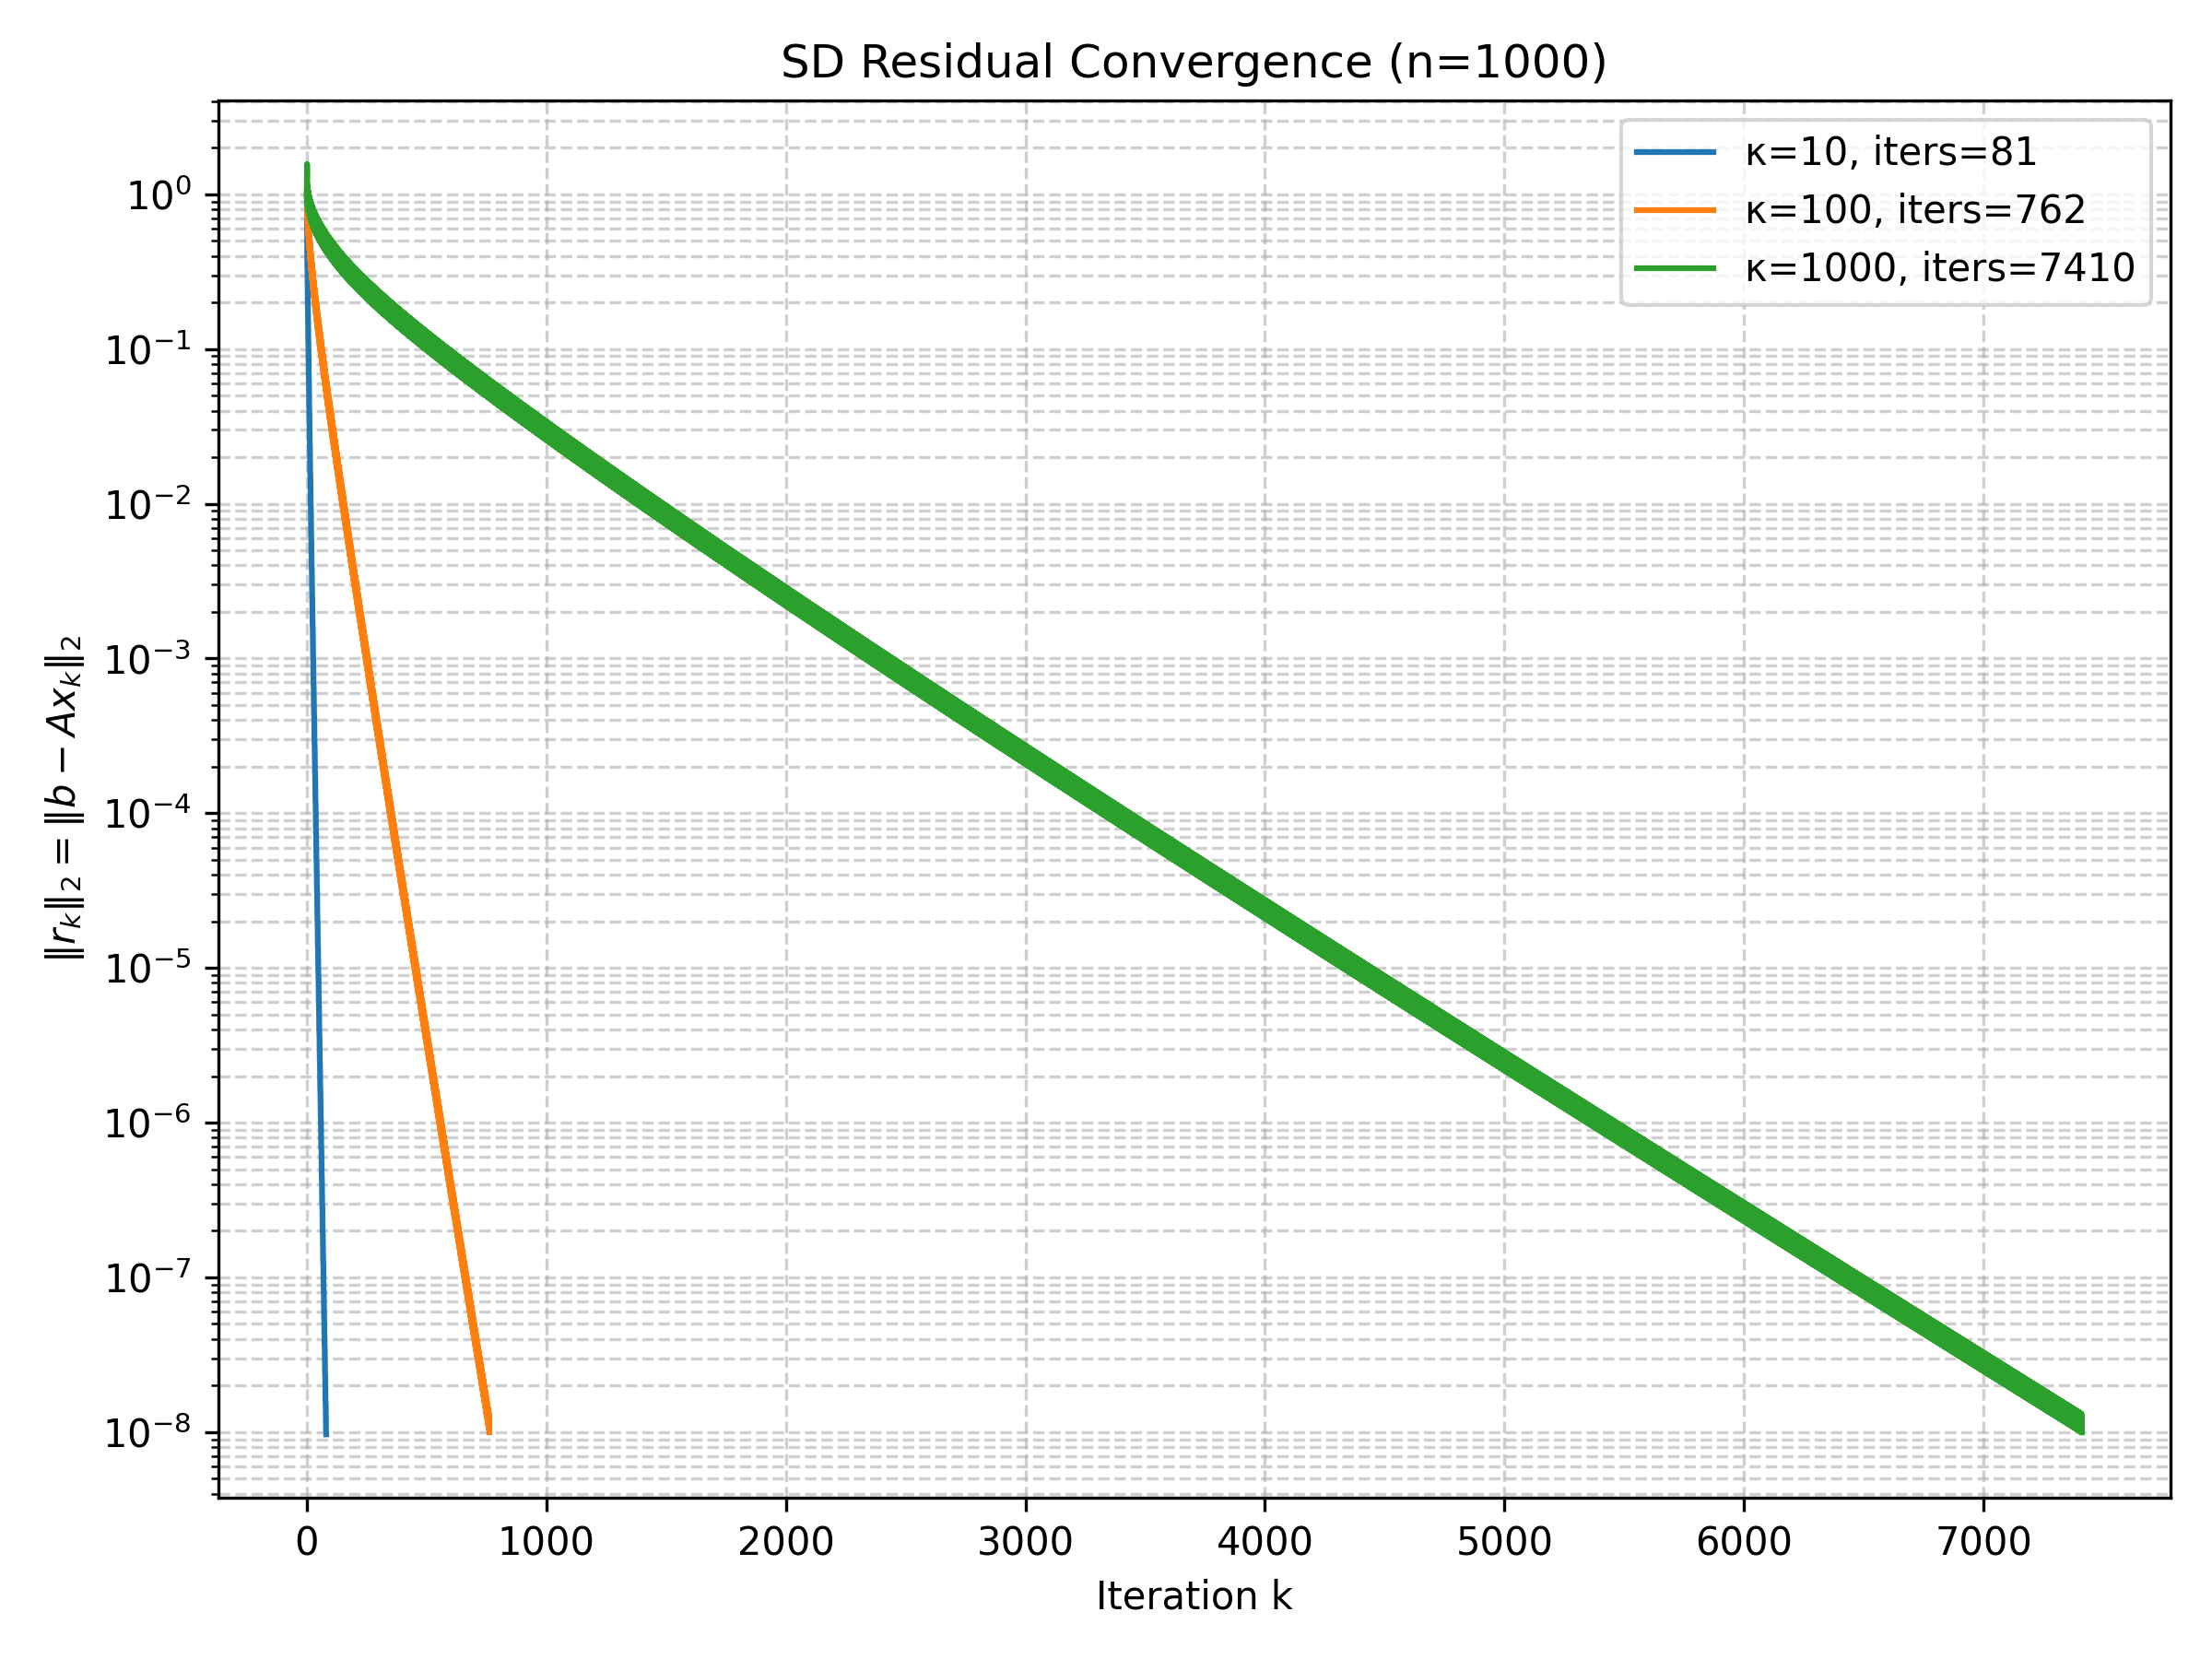 SD Residual Convergence (n=1000)
κ=10, iters=81
κ=100, iters=762
κ=1000, iters=7410
10⁰
10⁻¹
10⁻²
10⁻³
10⁻⁴
10⁻⁵
10⁻⁶
10⁻⁷
10⁻⁸
‖rₖ‖₂ = ‖b − Axₖ‖₂
0 1000 2000 3000 4000 5000 6000 7000
Iteration k